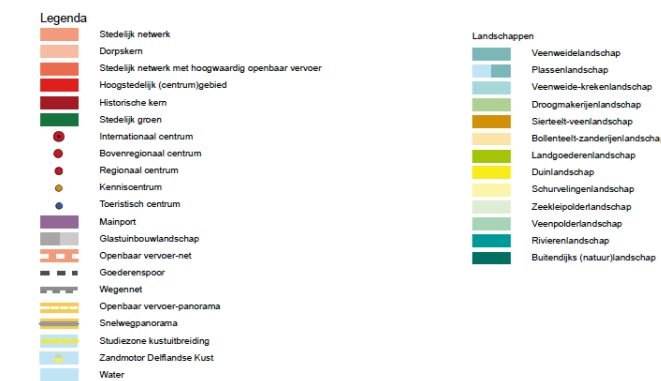 Legenda
Stedelijk netwerk
Dorpskern
Stedelijk netwerk met hoogwaardig openbaar vervoer
Hoogstedelijk (centrum)gebied
Historische kern
Stedelijk groen
Internationaal centrum
Bovenregionaal centrum
Regionaal centrum
Kenniscentrum
Toeristisch centrum
Mainport
Glastuinbouwlandschap
Openbaar vervoer-net
Goederenspoor
Wegennet
Openbaar vervoer-panorama
Snelwegpanorama
Studiezone kustuitbreiding
Zandmotor Delflandse Kust
Water
Landschappen
Veenweidelandschap
Plassenlandschap
Veenweide-krekenlandschap
Droogmakerijenlandschap
Sierteelt-veenlandschap
Bollenteelt-zanderijenlandschap
Landgoederenlandschap
Duinlandschap
Schurvelingenlandschap
Zeekleipolderlandschap
Veenpolderlandschap
Rivierenlandschap
Buitendijks (natuur)landschap